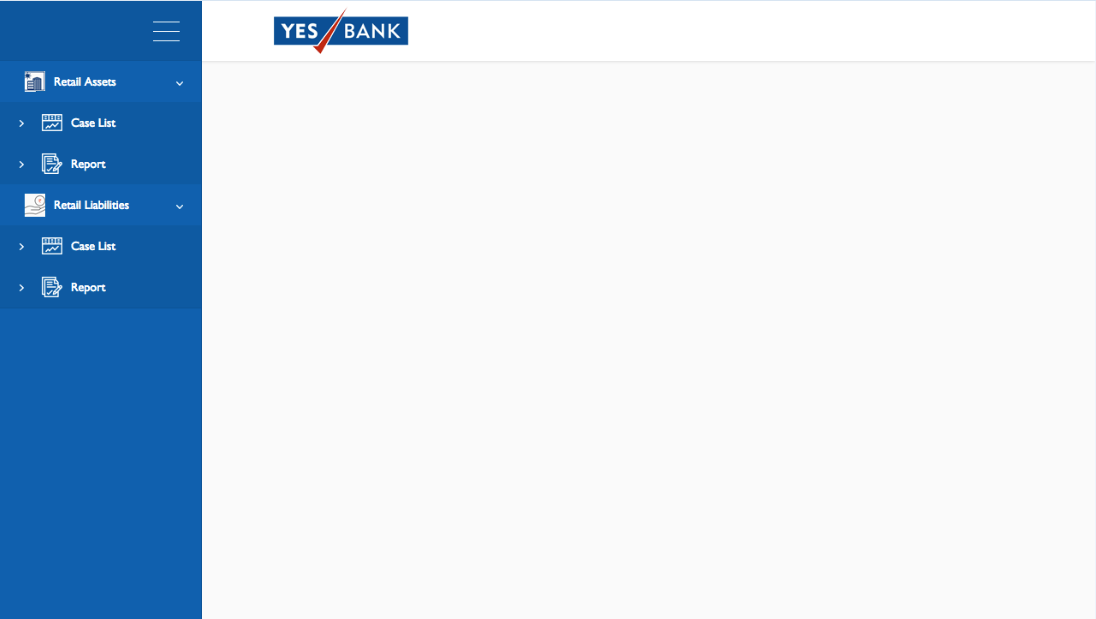 YES BANK
Retail Assets
Case List
Report
Retail Liabilities
Case List
Report